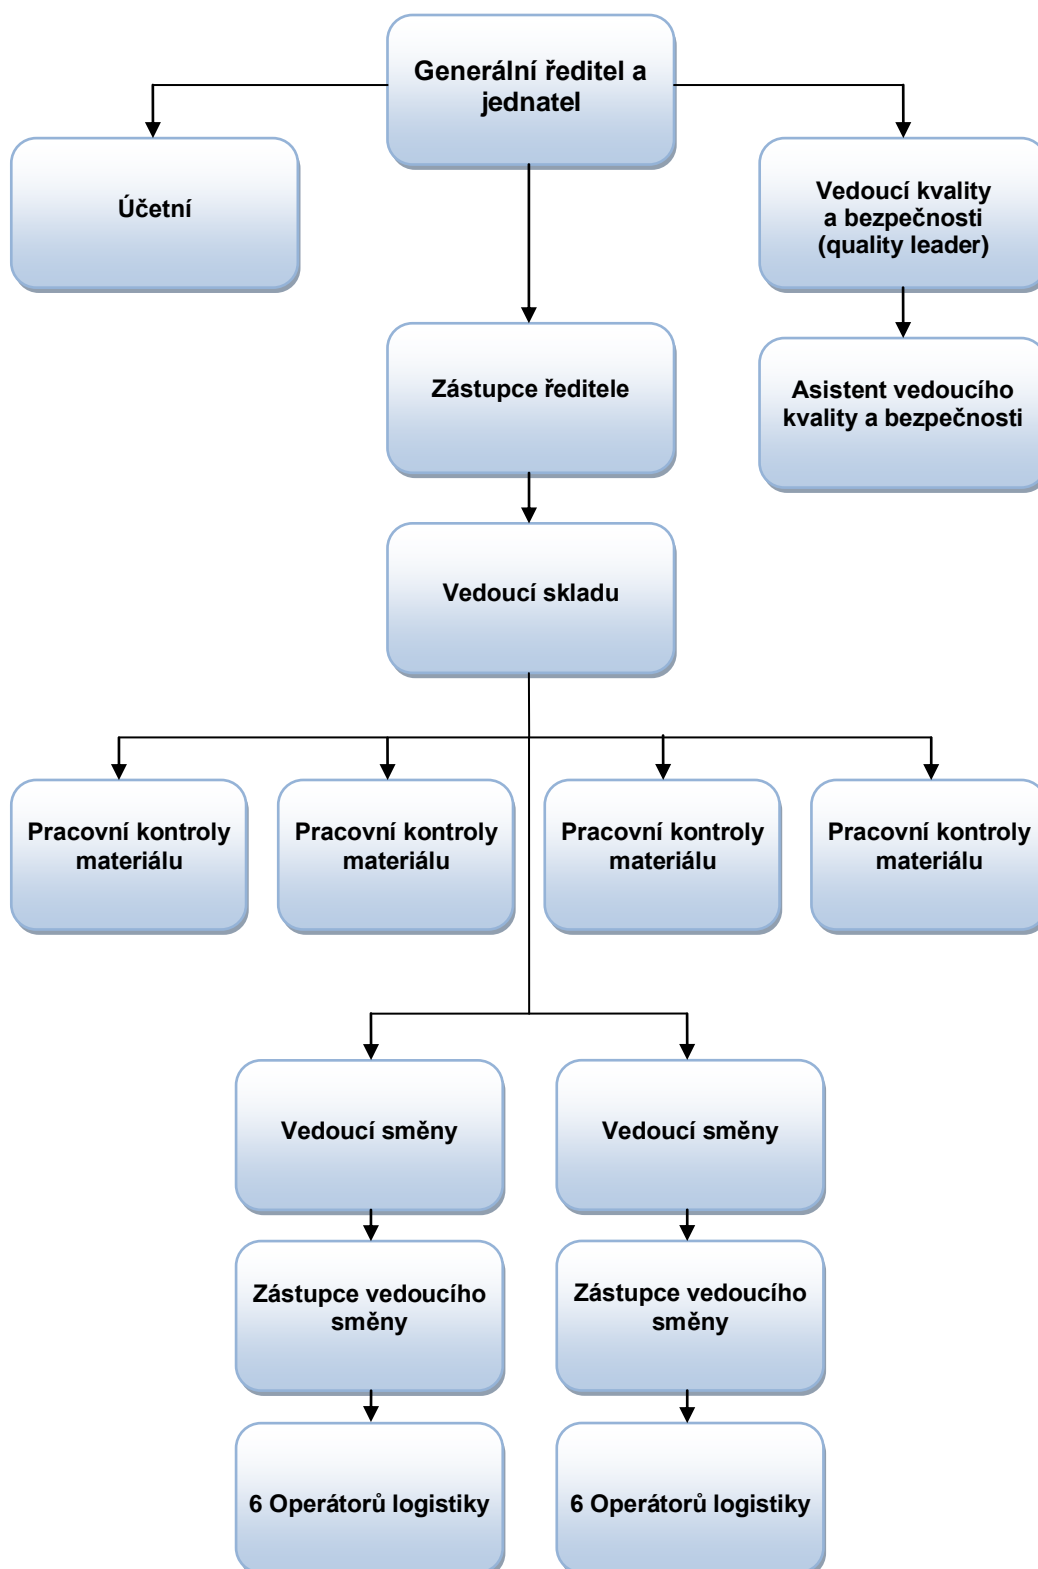 Generální ředitel a
jednatel
Účetní
Vedoucí kvality
a bezpečnosti
(quality leader)
Zástupce ředitele
Asistent vedoucího
kvality a bezpečnosti
Vedoucí skladu
Pracovní kontroly
materiálu
Pracovní kontroly
materiálu
Pracovní kontroly
materiálu
Pracovní kontroly
materiálu
Vedoucí směny
Vedoucí směny
Zástupce vedoucího
směny
Zástupce vedoucího
směny
6 Operátorů logistiky
6 Operátorů logistiky